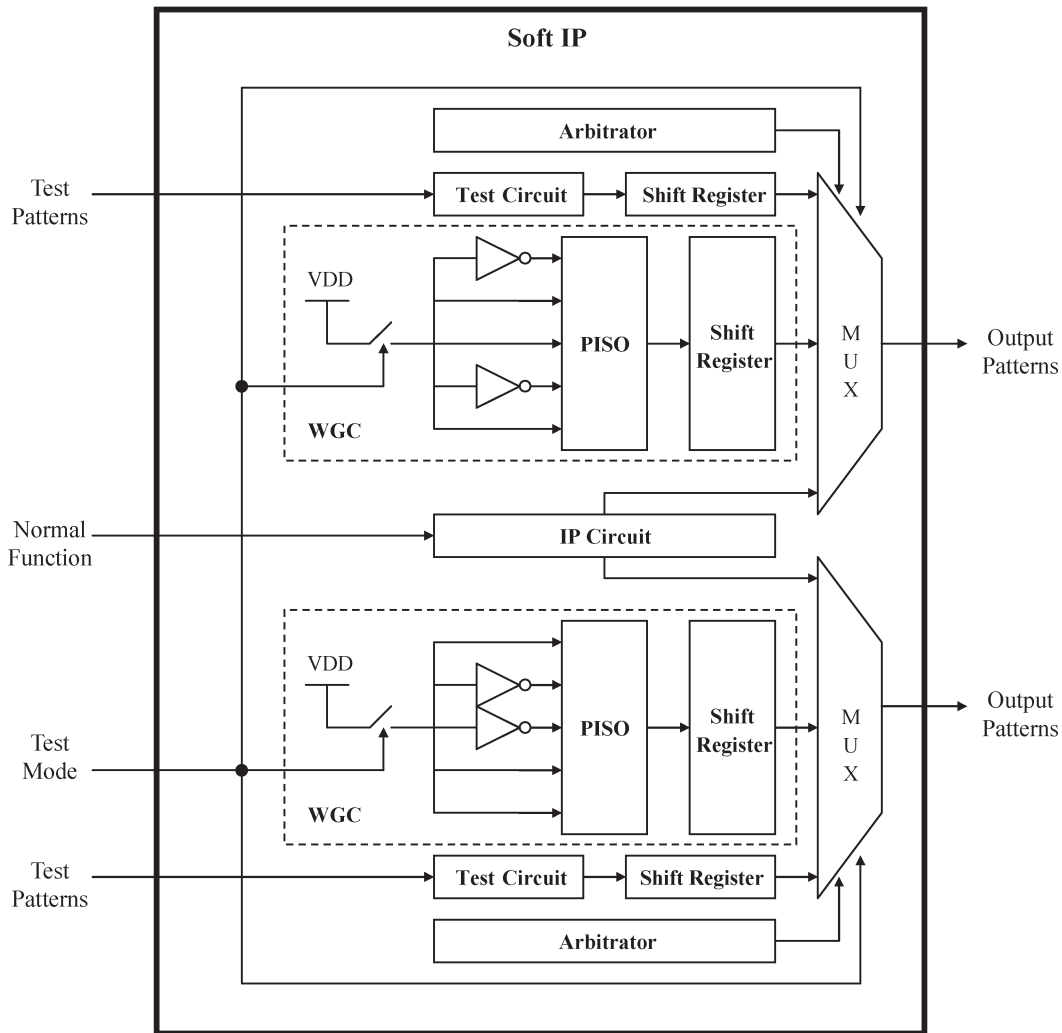 Soft IP
Arbitrator
Test
Patterns
Test Circuit
Shift Register
VDD
PISO
Shift
Register
WGC
M
U
X
Output
Patterns
Normal
Function
IP Circuit
VDD
PISO
Shift
Register
WGC
M
U
X
Output
Patterns
Test
Mode
Test
Patterns
Test Circuit
Shift Register
Arbitrator